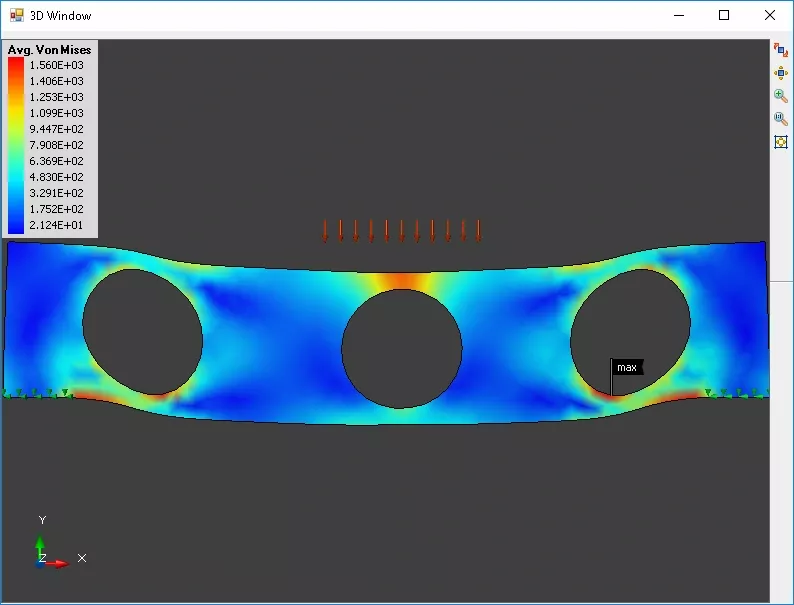 3D Window
Avg. Von Mises
1.560E+03
1.406E+03
1.253E+03
1.099E+03
9.447E+02
7.908E+02
6.369E+02
4.830E+02
3.291E+02
1.752E+02
2.124E+01
max
Y
Z
X